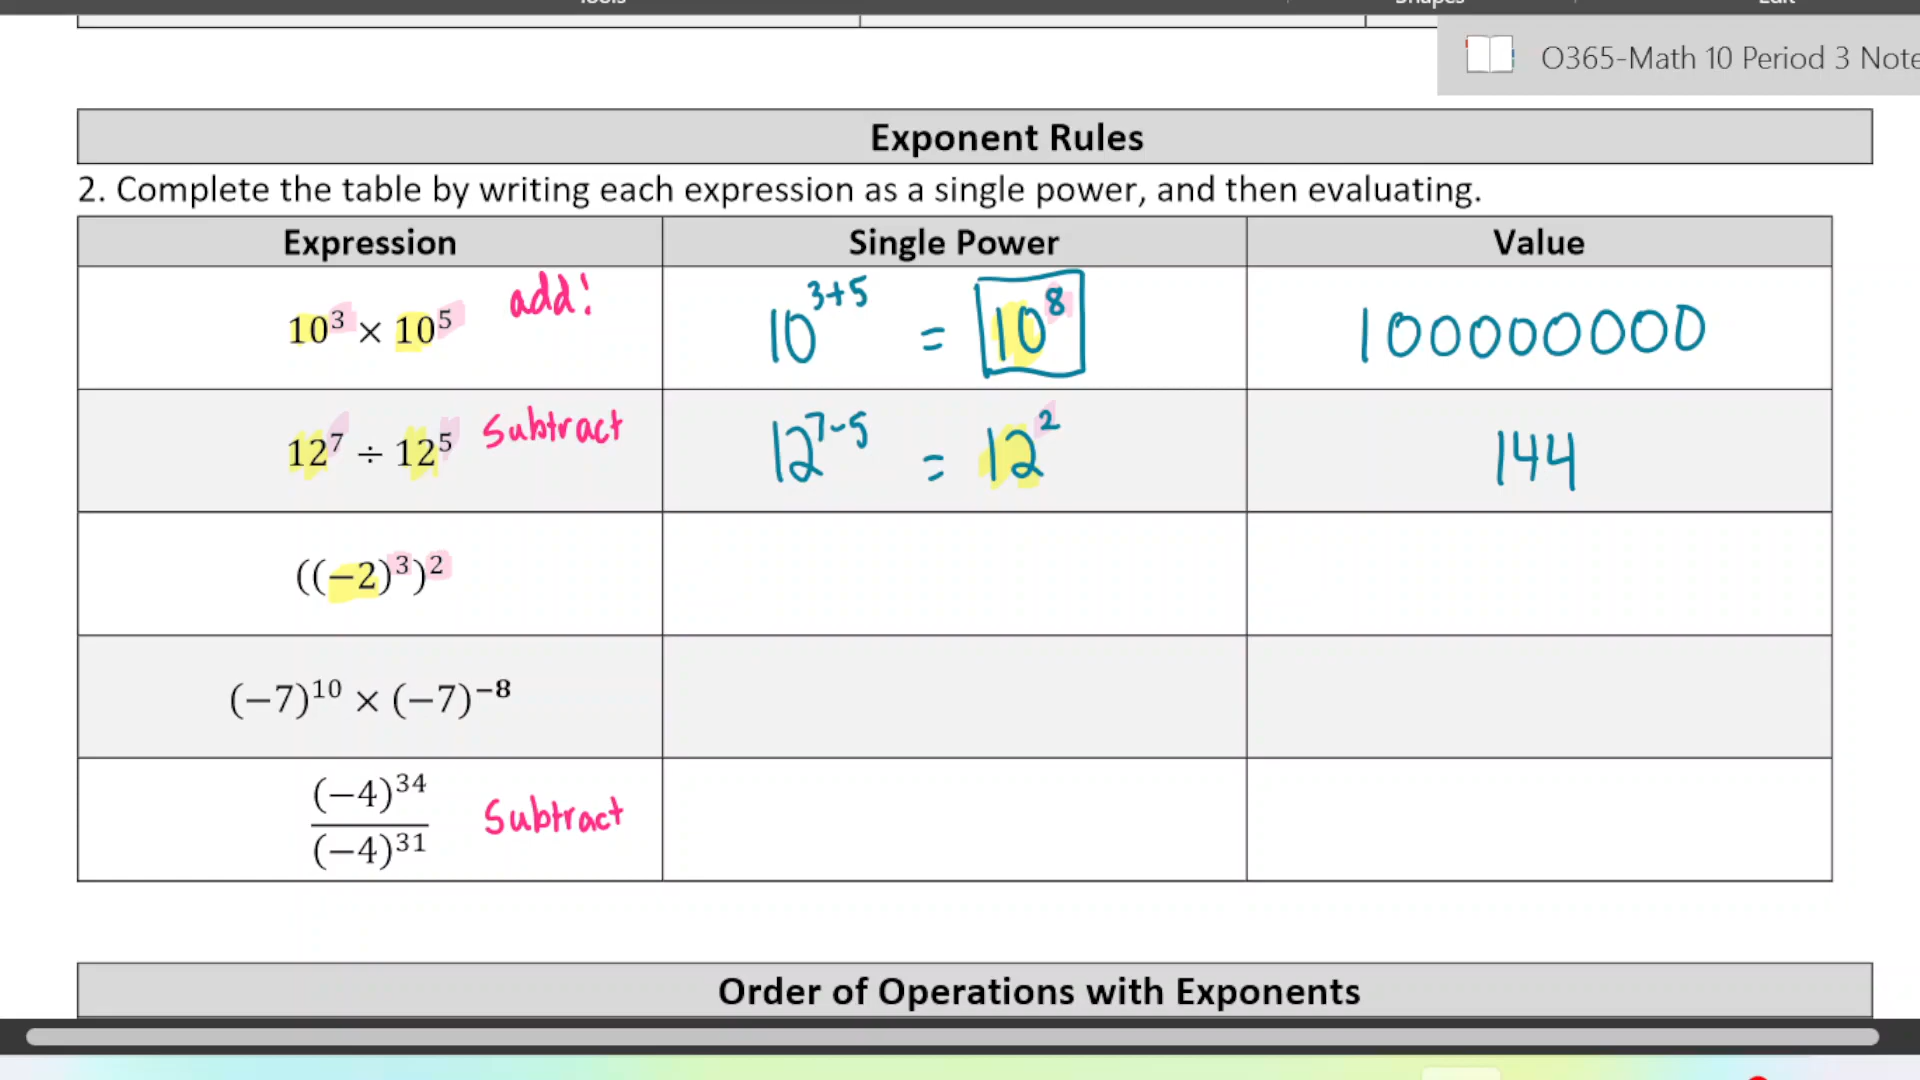 Tools Shapes Edit
O365-Math 10 Period 3 Note
Exponent Rules
2. Complete the table by writing each expression as a single power, and then evaluating.
Expression Single Power Value
10³ × 10⁵ add! 10³⁺⁵ = 10⁸ 100000000
12⁷ ÷ 12⁵ Subtract 12⁷⁻⁵ = 12² 144
((−2)³)²
(−7)¹⁰ × (−7)⁻⁸
(−4)³⁴
(−4)³¹ Subtract
Order of Operations with Exponents